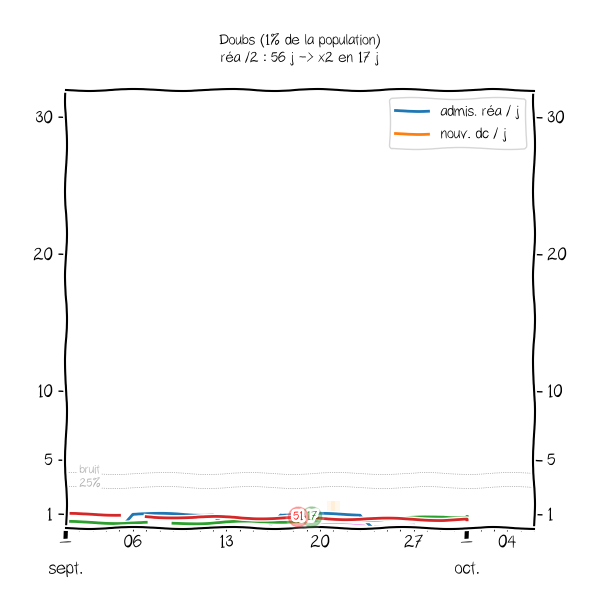 Doubs (1% de la population)
réa /2 : 56 j -> x2 en 17 j
admis. réa / j
nouv. dc / j
30
30
20
20
10
10
5
5
bruit
25%
1
1
51
17
06
13
20
27
04
sept.
oct.